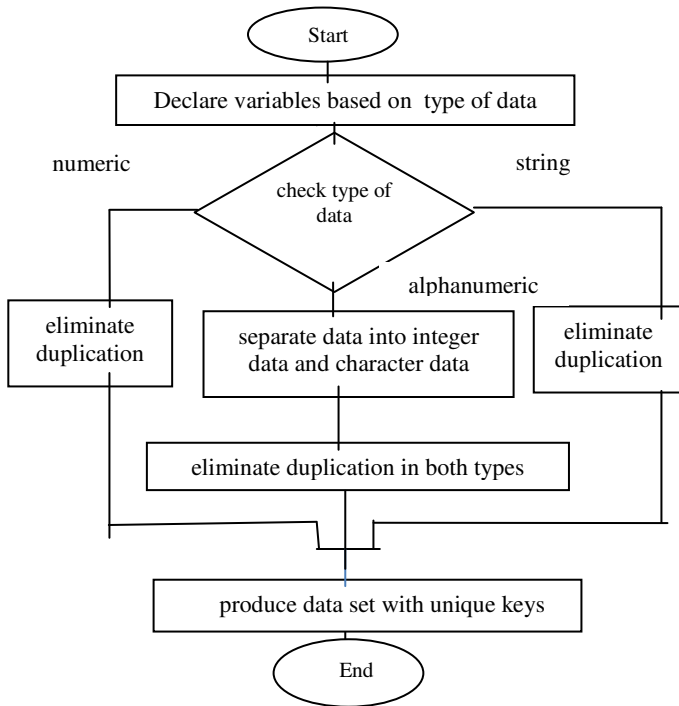 Start
Declare variables based on type of data
numeric
string
check type of
data
alphanumeric
eliminate
duplication
separate data into integer
data and character data
eliminate
duplication
eliminate duplication in both types
produce data set with unique keys
End